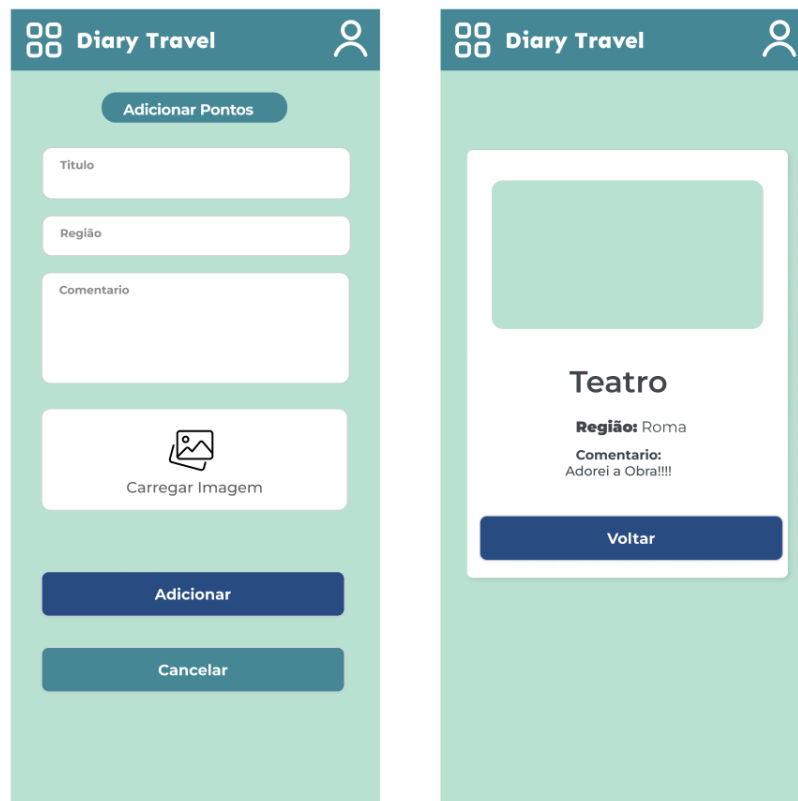 Diary Travel
Adicionar Pontos
Titulo
Região
Comentario
Carregar Imagem
Adicionar
Cancelar
Diary Travel
Teatro
Região: Roma
Comentario:
Adorei a Obra!!!!
Voltar